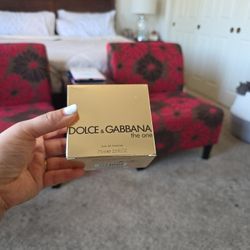 DOLCE & GABBANA
the one
EAU DE PARFUM